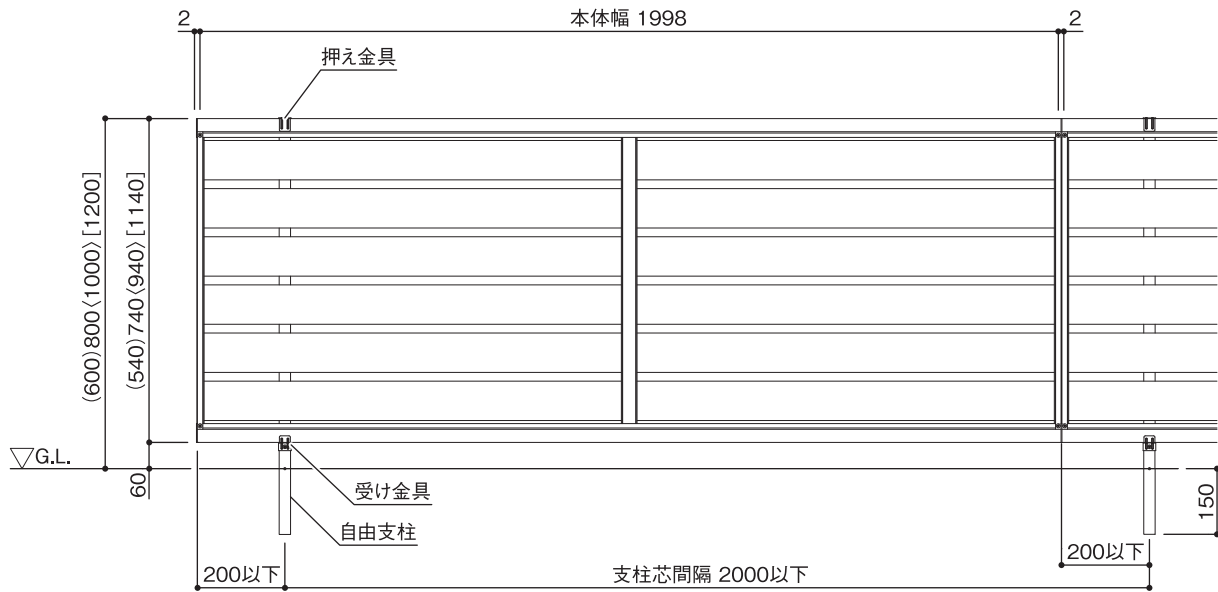 2
本体幅 1998
2
押え金具
(600)800〈1000〉[1200]
(540)740〈940〉[1140]
▽G.L.
60
受け金具
自由支柱
150
200以下
200以下
支柱芯間隔 2000以下